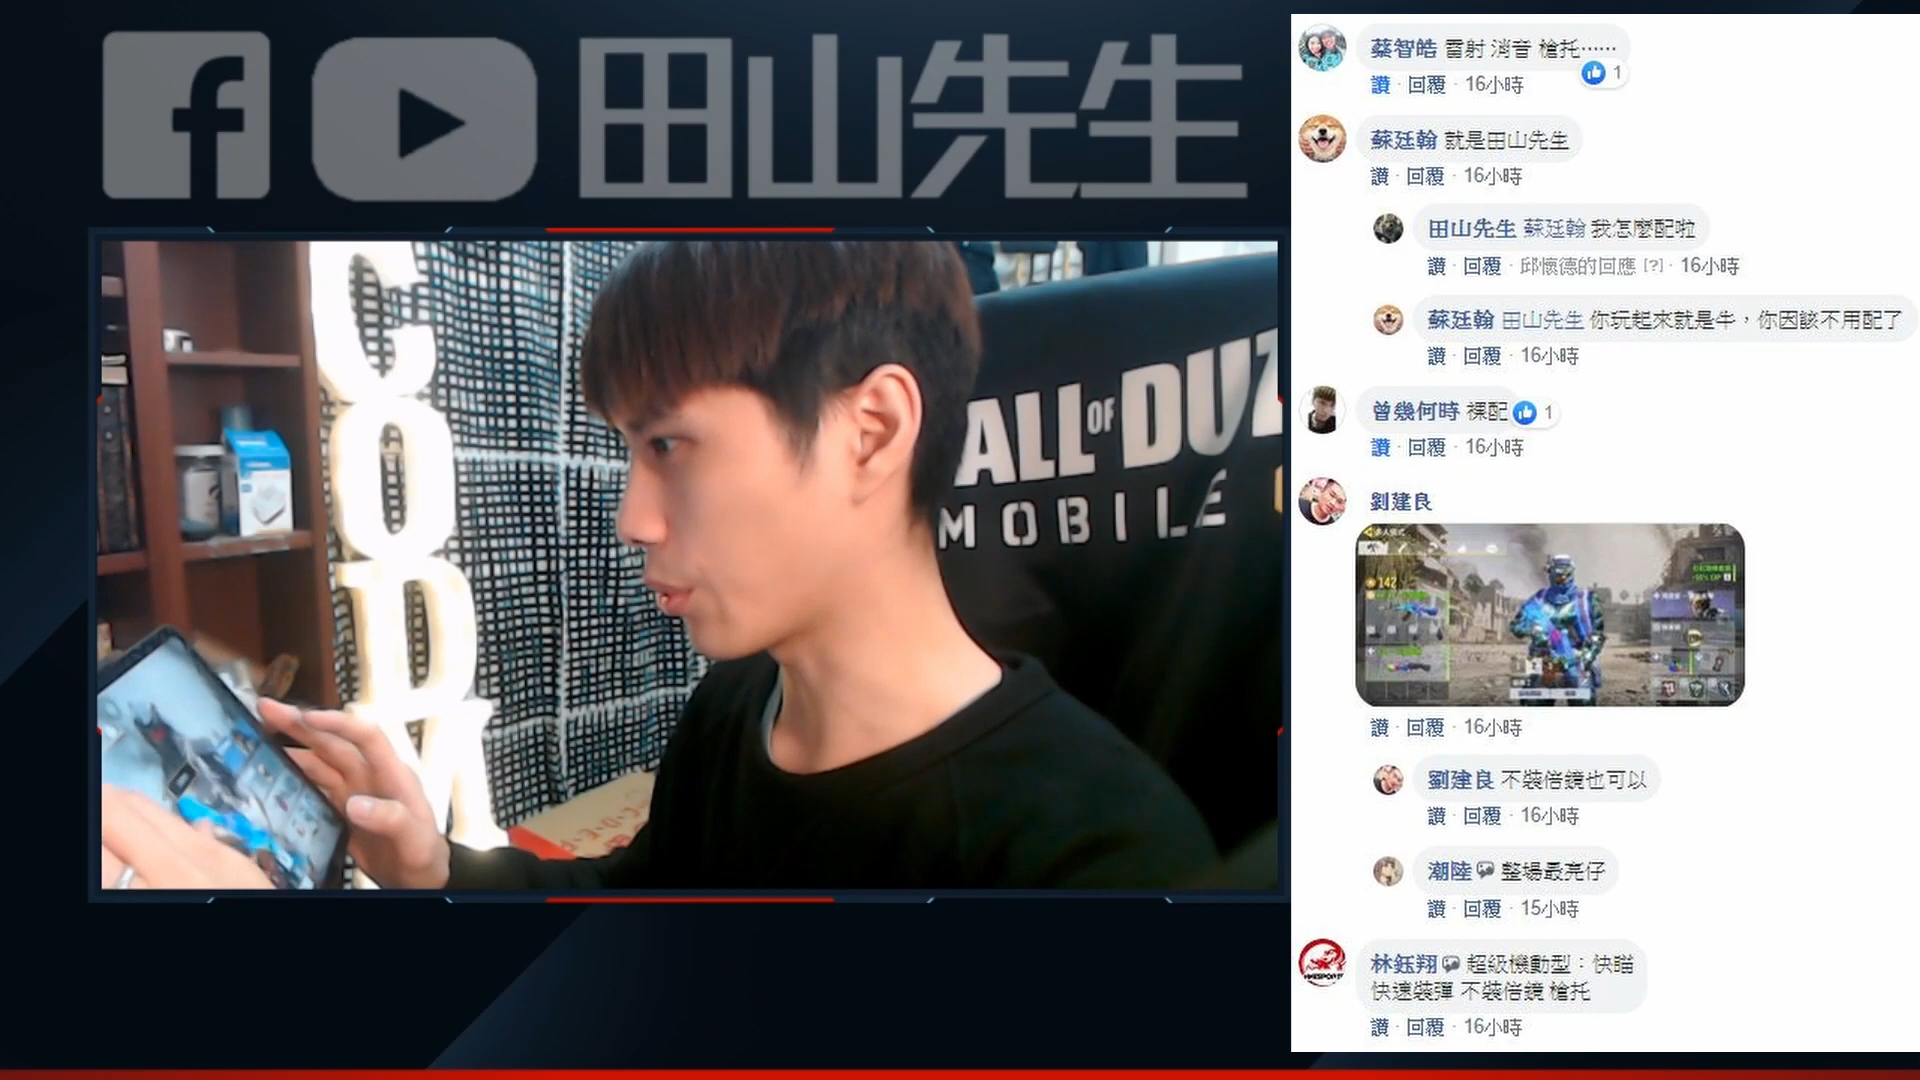 田山先生
CODM
CALL OF DUTY
MOBILE
蔡智皓 雷射 消音 槍托……
1
讚 · 回覆 · 16小時
蘇廷翰 就是田山先生
讚 · 回覆 · 16小時
田山先生 蘇廷翰 我怎麼配啦
讚 · 回覆 · 邱懷德的回應 [?] · 16小時
蘇廷翰 田山先生 你玩起來就是牛，你因該不用配了
讚 · 回覆 · 16小時
曾幾何時 裸配 1
讚 · 回覆 · 16小時
劉建良
142
讚 · 回覆 · 16小時
劉建良 不裝倍鏡也可以
讚 · 回覆 · 16小時
潮陸 整場最亮仔
讚 · 回覆 · 15小時
林鈺翔 超級機動型：快瞄
快速裝彈 不裝倍鏡 槍托
讚 · 回覆 · 16小時